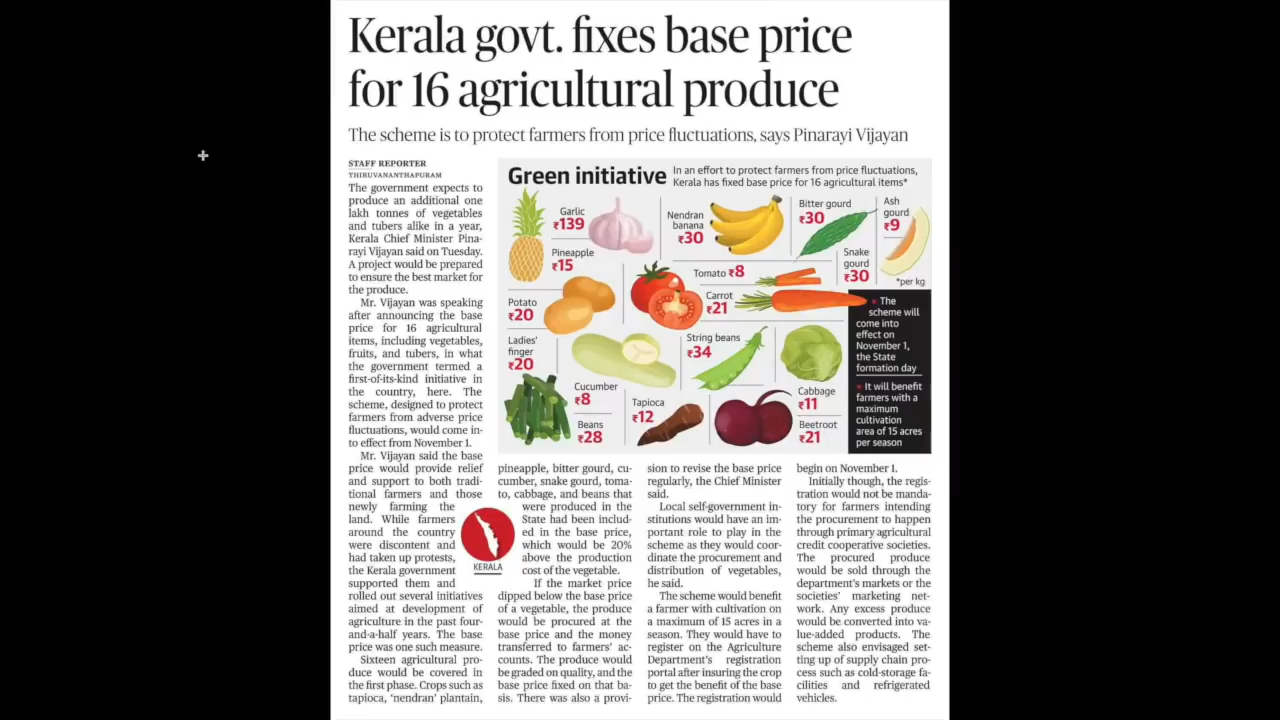 Kerala govt. fixes base price
for 16 agricultural produce
The scheme is to protect farmers from price fluctuations, says Pinarayi Vijayan
STAFF REPORTER
THIRUVANANTHAPURAM
The government expects to
produce an additional one
lakh tonnes of vegetables
and tubers alike in a year,
Kerala Chief Minister Pina-
rayi Vijayan said on Tuesday.
A project would be prepared
to ensure the best market for
the produce.
Mr. Vijayan was speaking
after announcing the base
price for 16 agricultural
items, including vegetables,
fruits, and tubers, in what
the government termed a
first-of-its-kind initiative in
the country, here. The
scheme, designed to protect
farmers from adverse price
fluctuations, would come in-
to effect from November 1.
Mr. Vijayan said the base
price would provide relief
and support to both tradi-
tional farmers and those
newly farming the
land. While farmers
around the country
were discontent and
had taken up protests,
the Kerala government
supported them and
rolled out several initiatives
aimed at development of
agriculture in the past four-
and-a-half years. The base
price was one such measure.
Sixteen agricultural pro-
duce would be covered in
the first phase. Crops such as
tapioca, 'nendran' plantain,
Green initiative
In an effort to protect farmers from price fluctuations,
Kerala has fixed base price for 16 agricultural items*
Garlic
₹139
Pineapple
₹15
Nendran
banana
₹30
Bitter gourd
₹30
Ash
gourd
₹9
Snake
gourd
₹30
*per kg
Tomato ₹8
Carrot
₹21
Potato
₹20
Ladies'
finger
₹20
String beans
₹34
Cucumber
₹8
Beans
₹28
Tapioca
₹12
Cabbage
₹11
Beetroot
₹21
The
scheme will
come into
effect on
November 1,
the State
formation day
It will benefit
farmers with a
maximum
cultivation
area of 15 acres
per season
KERALA
pineapple, bitter gourd, cu-
cumber, snake gourd, toma-
to, cabbage, and beans that
were produced in the
State had been includ-
ed in the base price,
which would be 20%
above the production
cost of the vegetable.
If the market price
dipped below the base price
of a vegetable, the produce
would be procured at the
base price and the money
transferred to farmers' ac-
counts. The produce would
be graded on quality, and the
base price fixed on that ba-
sis. There was also a provi-
sion to revise the base price
regularly, the Chief Minister
said.
Local self-government in-
stitutions would have an im-
portant role to play in the
scheme as they would coor-
dinate the procurement and
distribution of vegetables,
he said.
The scheme would benefit
a farmer with cultivation on
a maximum of 15 acres in a
season. They would have to
register on the Agriculture
Department's registration
portal after insuring the crop
to get the benefit of the base
price. The registration would
begin on November 1.
Initially though, the regis-
tration would not be manda-
tory for farmers intending
the procurement to happen
through primary agricultural
credit cooperative societies.
The procured produce
would be sold through the
department's markets or the
societies' marketing net-
work. Any excess produce
would be converted into va-
lue-added products. The
scheme also envisaged set-
ting up of supply chain pro-
cess such as cold-storage fa-
cilities and refrigerated
vehicles.